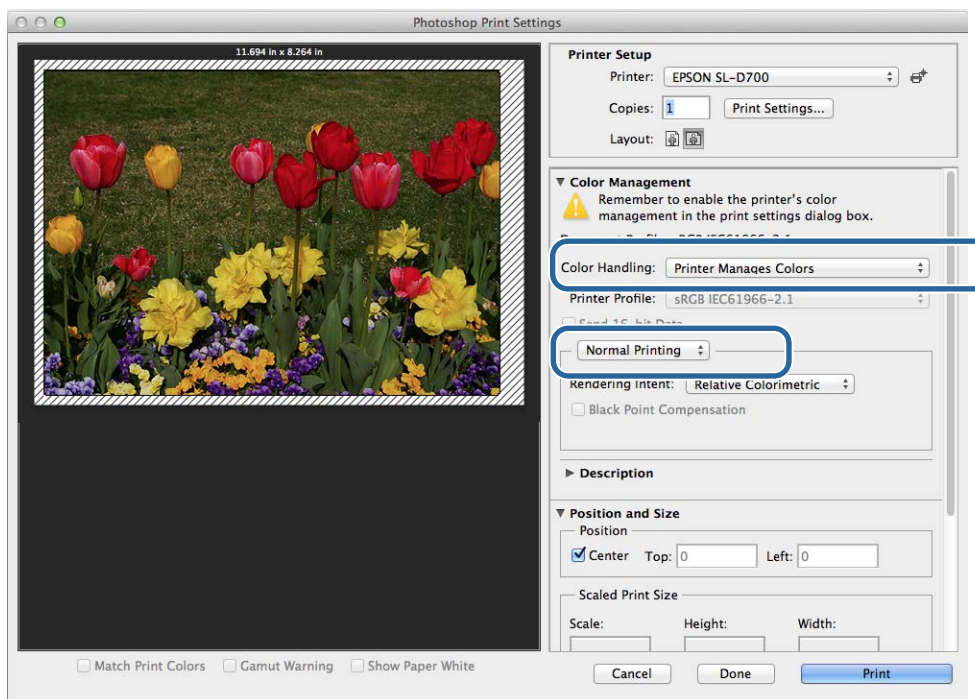 Photoshop Print Settings
11.694 in x 8.264 in
Printer Setup
Printer: EPSON SL-D700
Copies: 1 Print Settings...
Layout:
Color Management
Remember to enable the printer's color
management in the print settings dialog box.
Color Handling: Printer Manages Colors
Printer Profile: sRGB IEC61966-2.1
Send 16-bit Data
Normal Printing
Rendering Intent: Relative Colorimetric
Black Point Compensation
Description
Position and Size
Position
Center Top: 0 Left: 0
Scaled Print Size
Scale: Height: Width:
Match Print Colors Gamut Warning Show Paper White
Cancel Done Print